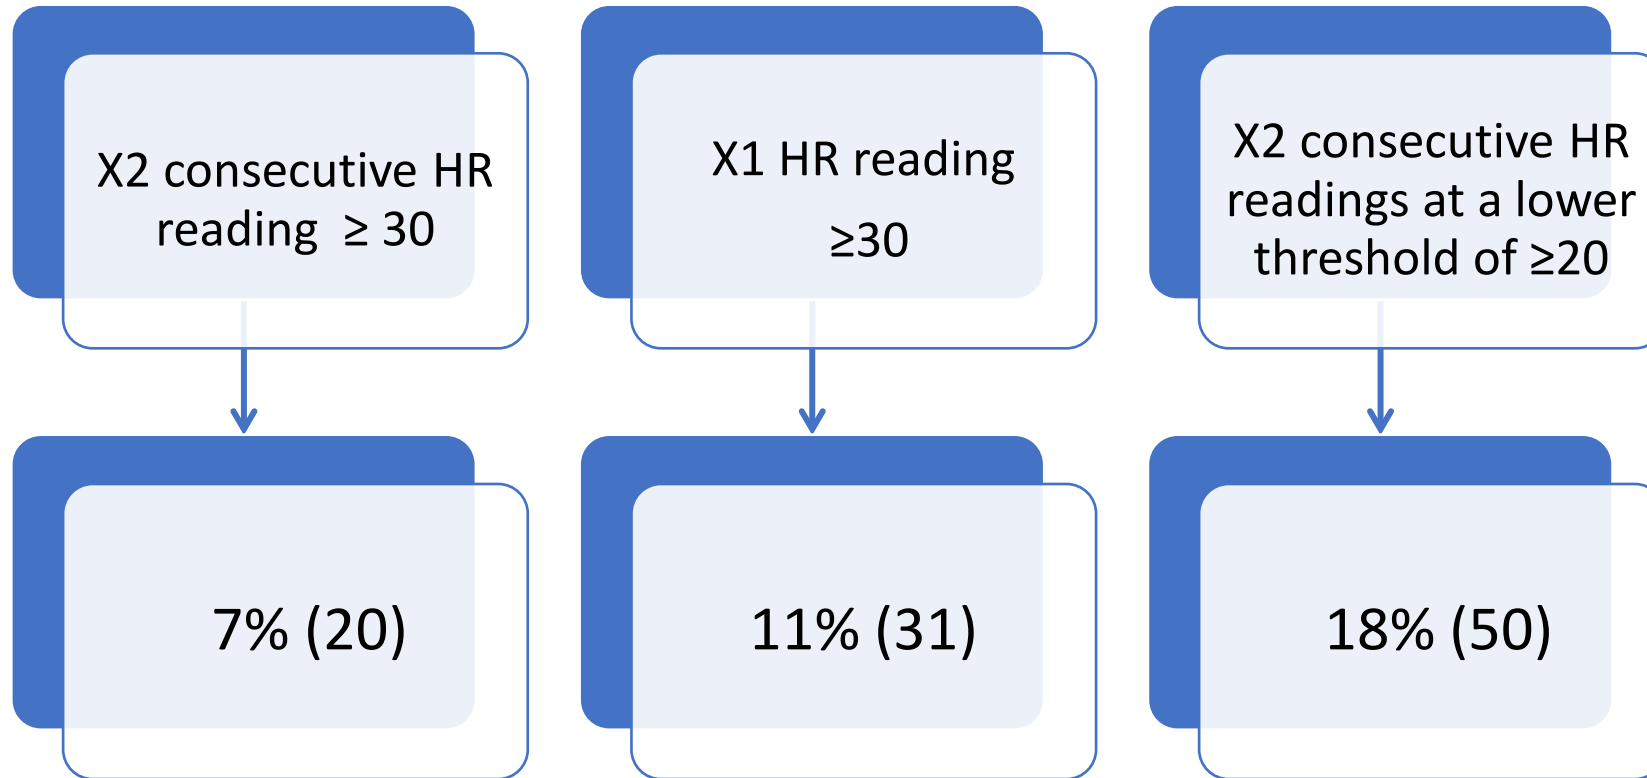 X2 consecutive HR
reading ≥ 30
X1 HR reading
≥30
X2 consecutive HR
readings at a lower
threshold of ≥20
7% (20)
11% (31)
18% (50)